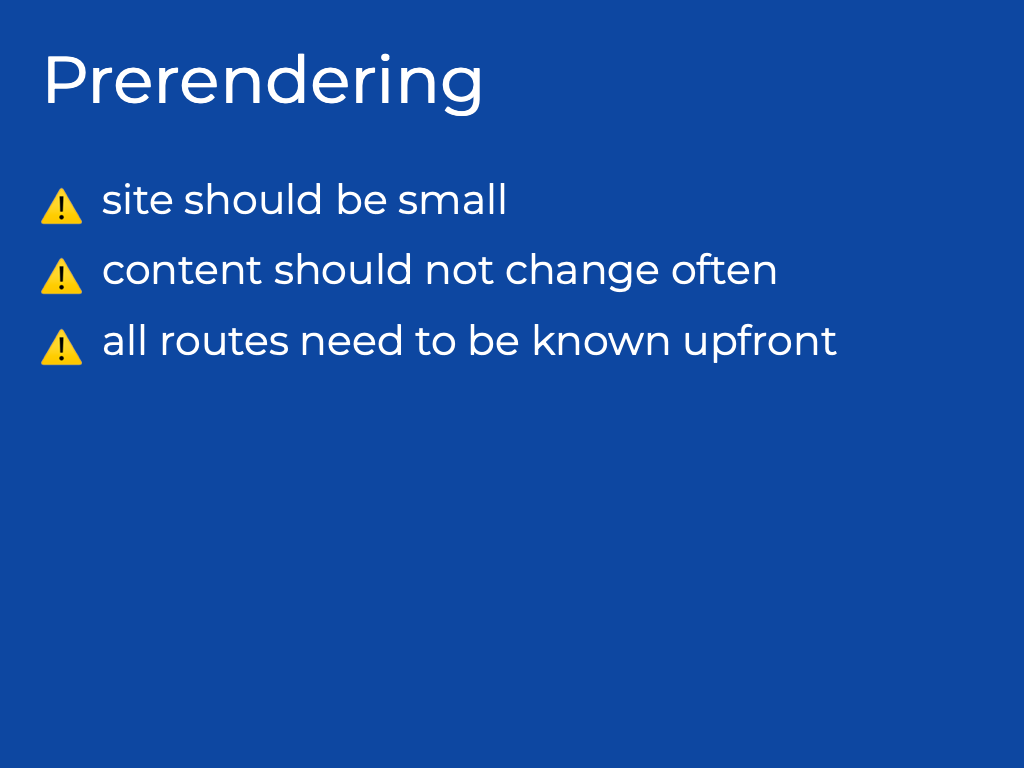 Prerendering
⚠️ site should be small
⚠️ content should not change often
⚠️ all routes need to be known upfront